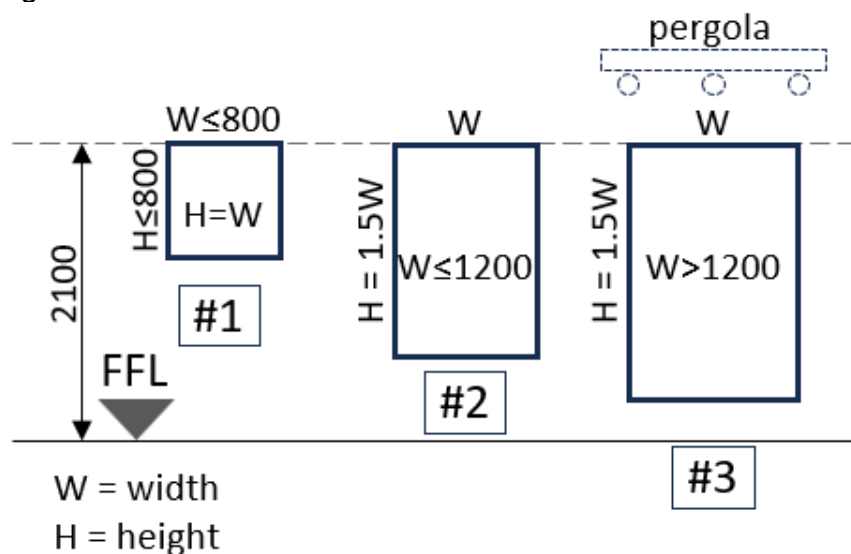 pergola
W≤800
W
W
H≤800
H=W
H = 1.5W
W≤1200
H = 1.5W
W>1200
2100
#1
FFL
#2
#3
W = width
H = height